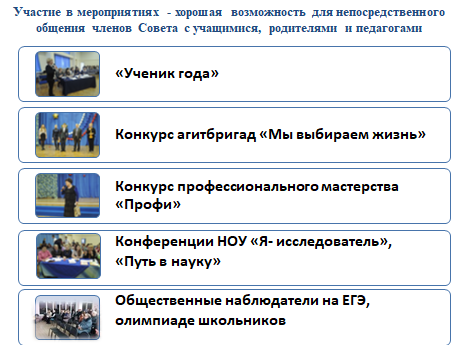 Участие в мероприятиях - хорошая возможность для непосредственного
общения членов Совета с учащимися, родителями и педагогами
«Ученик года»
Конкурс агитбригад «Мы выбираем жизнь»
Конкурс профессионального мастерства
«Профи»
Конференции НОУ «Я- исследователь»,
«Путь в науку»
Общественные наблюдатели на ЕГЭ,
олимпиаде школьников